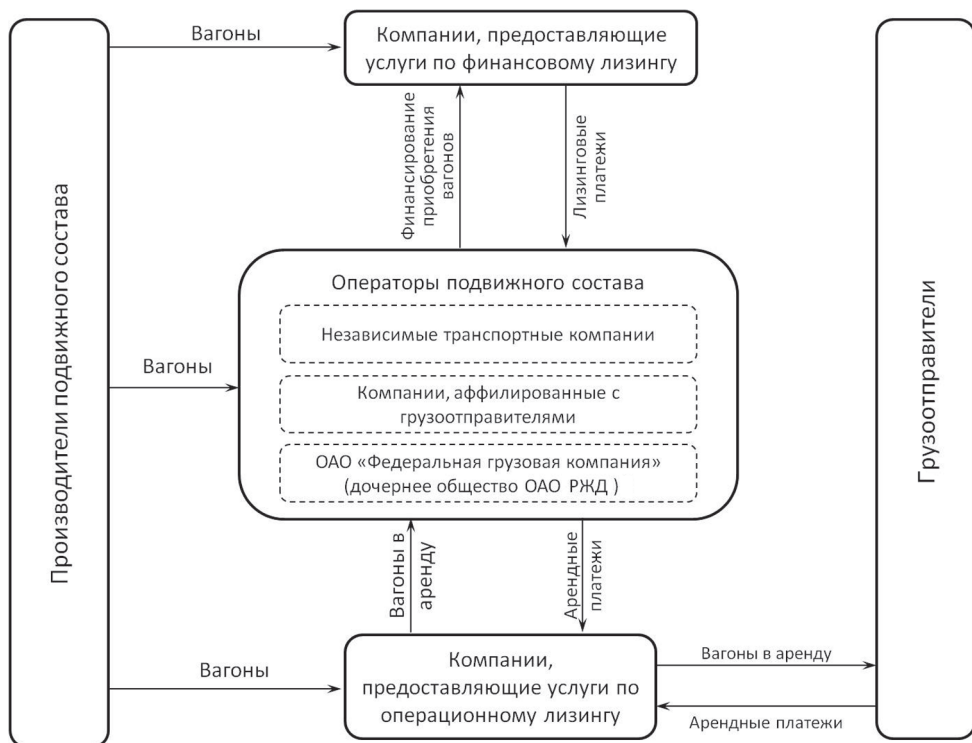 Производители подвижного состава
Вагоны
Компании, предоставляющие
услуги по финансовому лизингу
Финансирование
приобретения
вагонов
Лизинговые
платежи
Вагоны
Операторы подвижного состава
Независимые транспортные компании
Компании, аффилированные с
грузоотправителями
ОАО «Федеральная грузовая компания»
(дочернее общество ОАО РЖД )
Вагоны в
аренду
Арендные
платежи
Вагоны
Компании,
предоставляющие услуги по
операционному лизингу
Вагоны в аренду
Арендные платежи
Грузоотправители